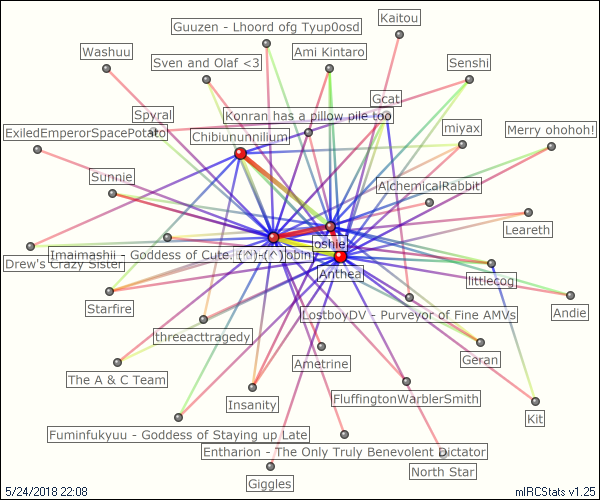 Kaitou
Guuzen - Lhoord ofg Tyup0osd
Washuu
Sven and Olaf <3
Ami Kintaro
Senshi
Gcat
Spyral
Konran has a pillow pile too
ExiledEmperorSpacePotato
Chibiununnilium
miyax
Merry ohohoh!
Sunnie
AlchemicalRabbit
Leareth
Imaimashii - Goddess of Cute.
oshie
Drew's Crazy Sister
Anthea
littlecog
Starfire
LostboyDV - Purveyor of Fine AMVs
Andie
threeacttragedy
Ametrine
Geran
The A & C Team
Insanity
FluffingtonWarblerSmith
Kit
Fuminfukyuu - Goddess of Staying up Late
Entharion - The Only Truly Benevolent Dictator
Giggles
North Star
5/24/2018 22:08
mIRCStats v1.25